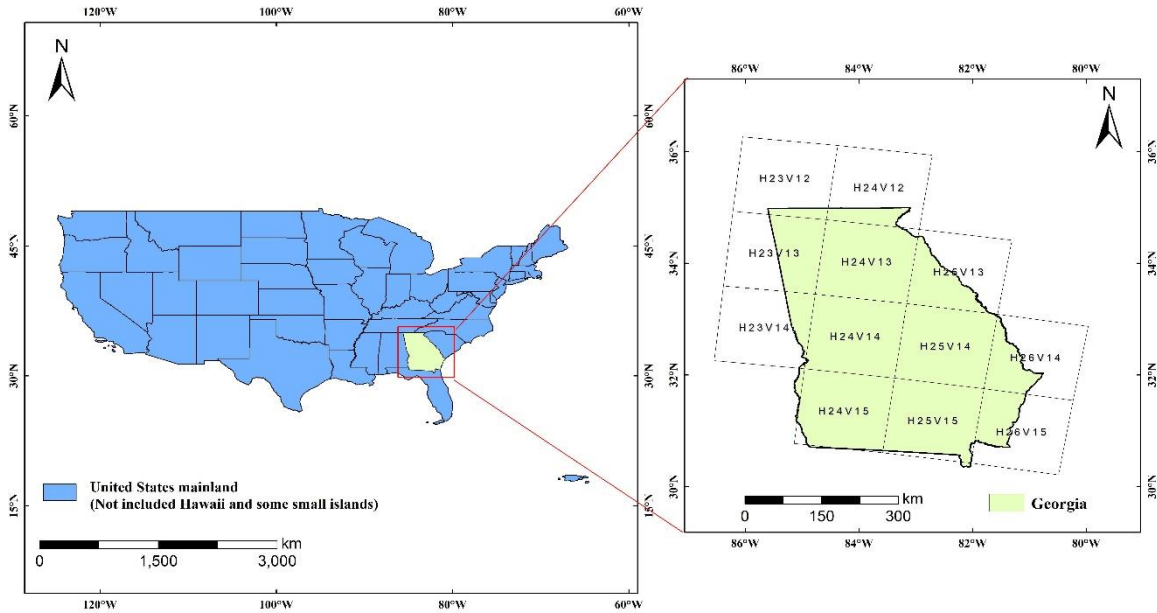 120°W 100°W 80°W 60°W
N
60°N
45°N
30°N
15°N
60°N
45°N
30°N
15°N
United States mainland
(Not included Hawaii and some small islands)
km
0 1,500 3,000
120°W 100°W 80°W 60°W
86°W 84°W 82°W 80°W
N
36°N
34°N
32°N
30°N
36°N
34°N
32°N
30°N
H23V12
H24V12
H23V13
H24V13
H25V13
H23V14
H24V14
H25V14
H26V14
H24V15
H25V15
H26V15
km
0 150 300
Georgia
86°W 84°W 82°W 80°W